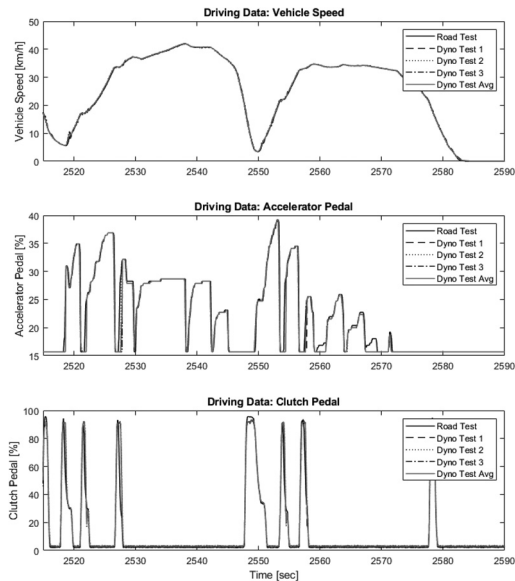 Driving Data: Vehicle Speed
Vehicle Speed [km/h]
50
40
30
20
10
0
Road Test
Dyno Test 1
Dyno Test 2
Dyno Test 3
Dyno Test Avg
2520 2530 2540 2550 2560 2570 2580 2590
Driving Data: Accelerator Pedal
Accelerator Pedal [%]
40
35
30
25
20
15
Road Test
Dyno Test 1
Dyno Test 2
Dyno Test 3
Dyno Test Avg
2520 2530 2540 2550 2560 2570 2580 2590
Driving Data: Clutch Pedal
Clutch Pedal [%]
100
80
60
40
20
0
Road Test
Dyno Test 1
Dyno Test 2
Dyno Test 3
Dyno Test Avg
2520 2530 2540 2550 2560 2570 2580 2590
Time [sec]